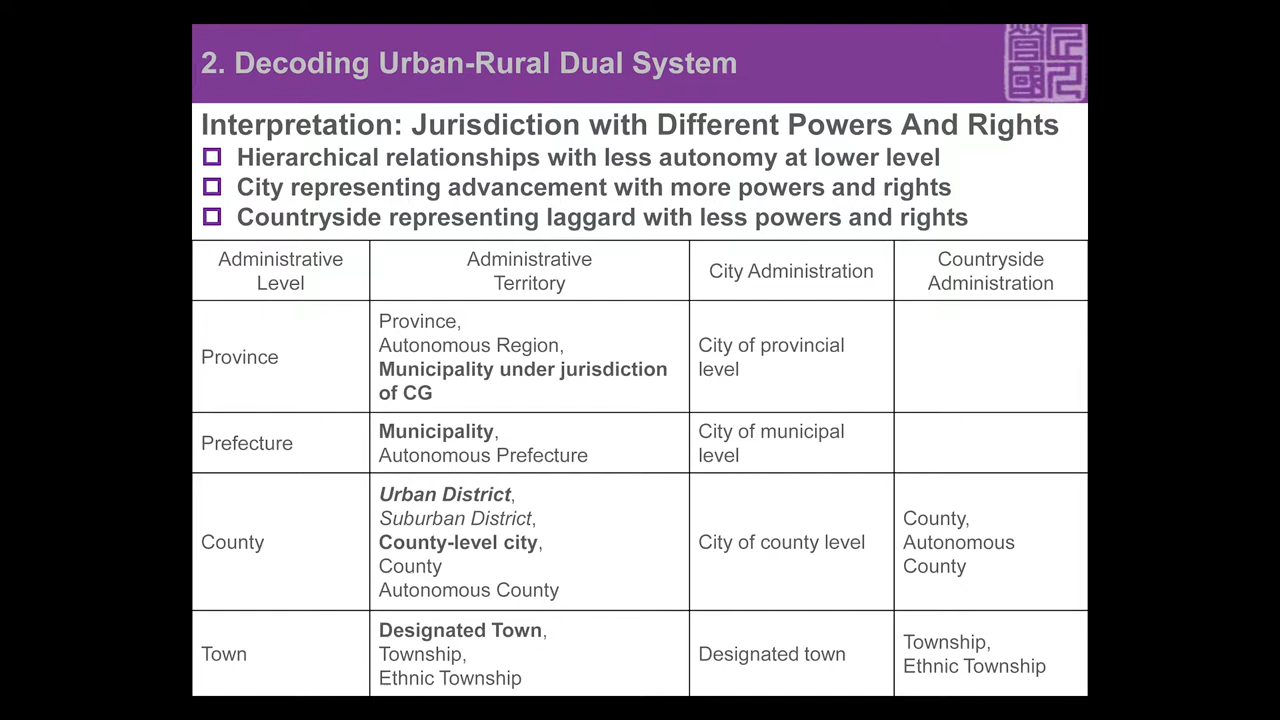 2. Decoding Urban-Rural Dual System
Interpretation: Jurisdiction with Different Powers And Rights
Hierarchical relationships with less autonomy at lower level
City representing advancement with more powers and rights
Countryside representing laggard with less powers and rights
Administrative
Level
Administrative
Territory
City Administration
Countryside
Administration
Province
Province,
Autonomous Region,
Municipality under jurisdiction
of CG
City of provincial
level
Prefecture
Municipality,
Autonomous Prefecture
City of municipal
level
County
Urban District,
Suburban District,
County-level city,
County
Autonomous County
City of county level
County,
Autonomous
County
Town
Designated Town,
Township,
Ethnic Township
Designated town
Township,
Ethnic Township